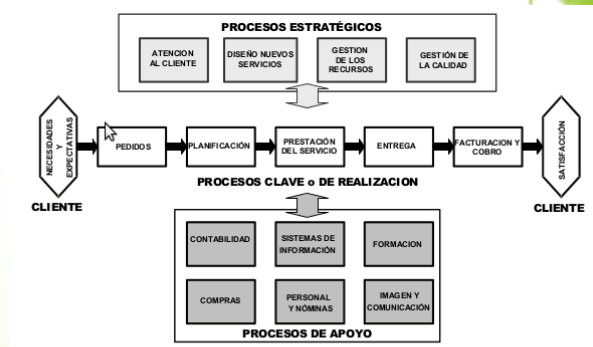 PROCESOS ESTRATÉGICOS
ATENCION
AL CLIENTE
DISEÑO NUEVOS
SERVICIOS
GESTION
DE LOS
RECURSOS
GESTIÓN DE
LA CALIDAD
NECESIDADES
Y
EXPECTATIVAS
PEDIDOS
PLANIFICACIÓN
PRESTACIÓN
DEL SERVICIO
ENTREGA
FACTURACION Y
COBRO
SATISFACCIÓN
CLIENTE
PROCESOS CLAVE o DE REALIZACION
CLIENTE
CONTABILIDAD
SISTEMAS DE
INFORMACIÓN
FORMACION
COMPRAS
PERSONAL
Y NÓMINAS
IMAGEN Y
COMUNICACIÓN
PROCESOS DE APOYO